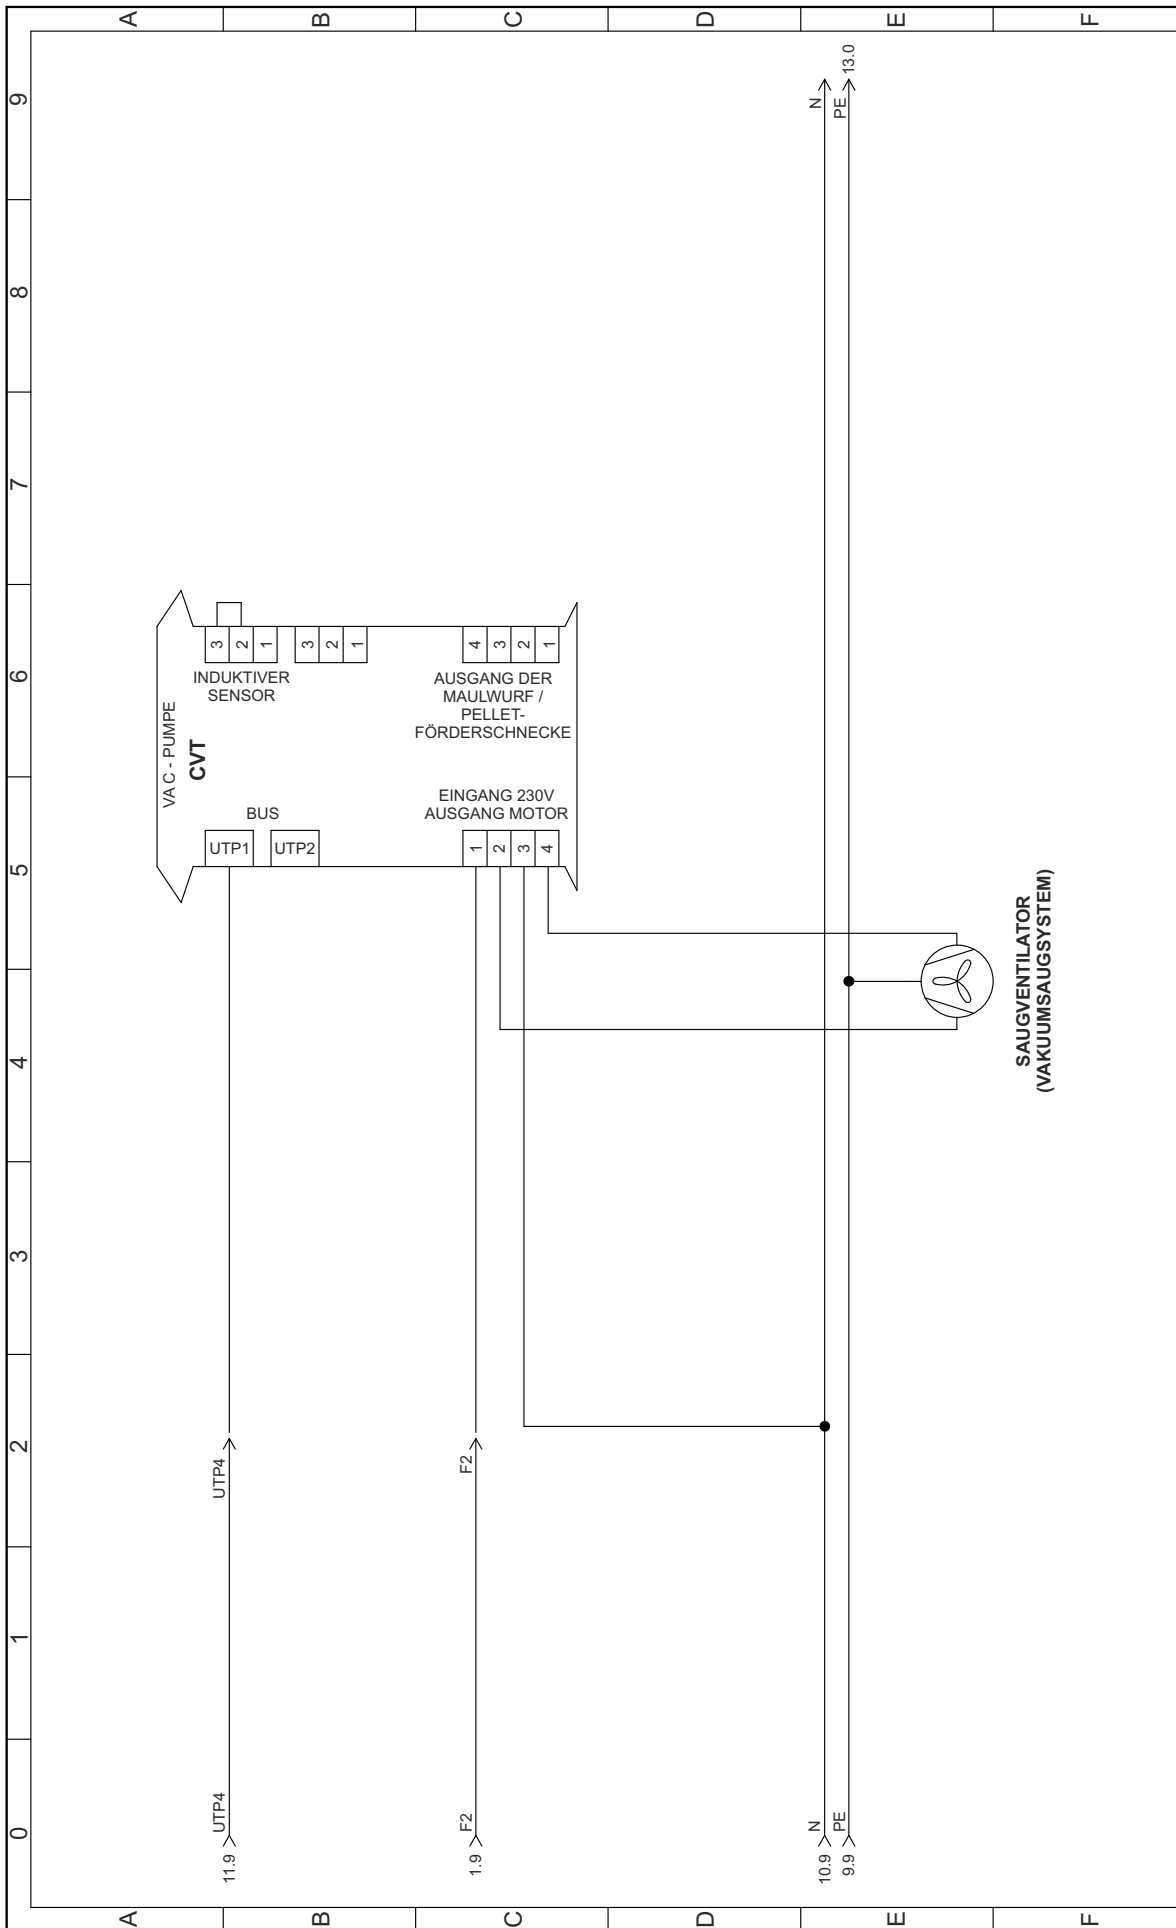 A
B
C
D
E
F
9
8
7
6
5
4
3
2
1
0
N
PE
13.0
VAC - PUMPE
CVT
3
2
1
INDUKTIVER
SENSOR
3
2
1
4
3
2
1
AUSGANG DER
MAULWURF /
PELLET-
FÖRDERSCHNECKE
BUS
UTP1
UTP2
EINGANG 230V
AUSGANG MOTOR
1
2
3
4
SAUGVENTILATOR
(VAKUUMSAUGSYSTEM)
UTP4
F2
UTP4
11.9
F2
1.9
N
10.9
PE
9.9
A
B
C
D
E
F